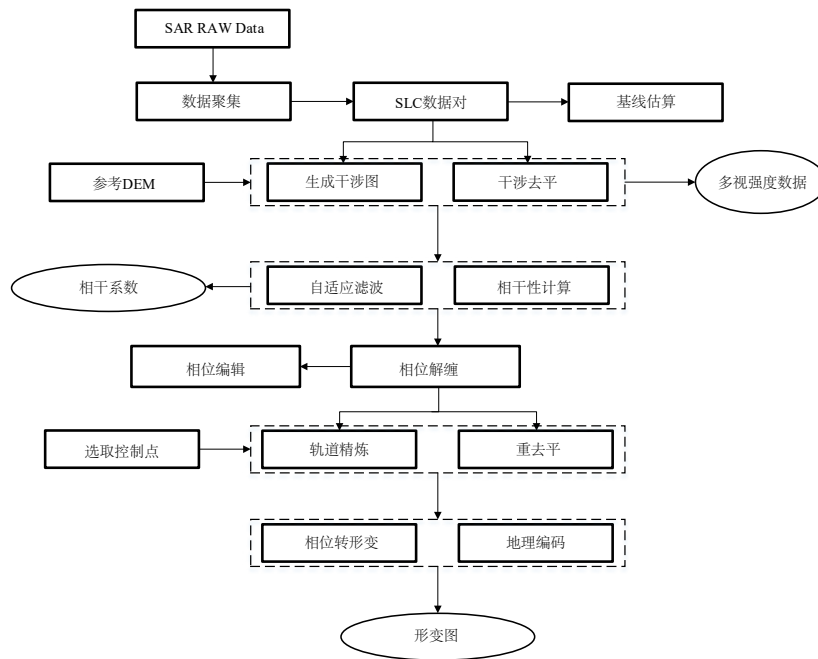 SAR RAW Data
数据聚集
SLC数据对
基线估算
参考DEM
生成干涉图
干涉去平
多视强度数据
相干系数
自适应滤波
相干性计算
相位编辑
相位解缠
选取控制点
轨道精炼
重去平
相位转形变
地理编码
形变图